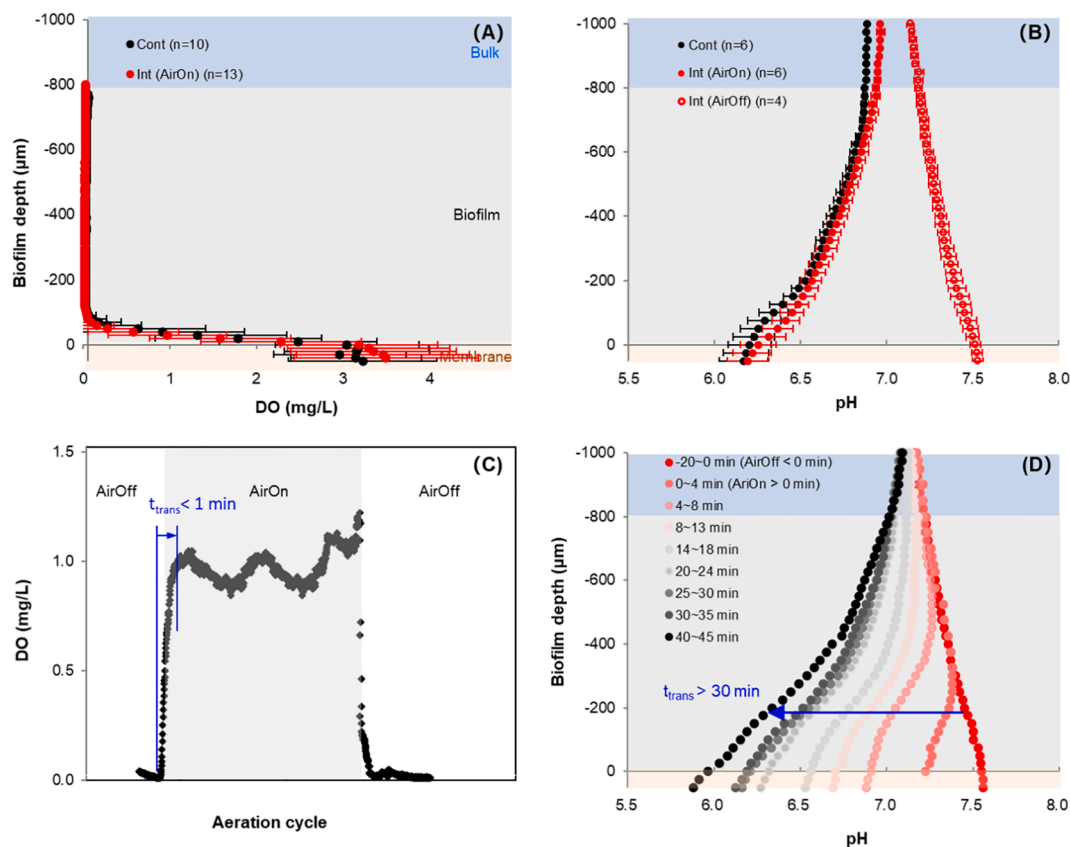 (A)
Cont (n=10)
Bulk
Int (AirOn) (n=13)
Biofilm
Membrane
-1000
-800
-600
-400
-200
0
Biofilm depth (µm)
0 1 2 3 4
DO (mg/L)
(B)
Cont (n=6)
Int (AirOn) (n=6)
Int (AirOff) (n=4)
-1000
-800
-600
-400
-200
0
Biofilm depth (µm)
5.5 6.0 6.5 7.0 7.5 8.0
pH
(C)
AirOff AirOn AirOff
ttrans< 1 min
1.5
1.0
0.5
0.0
DO (mg/L)
Aeration cycle
(D)
-20~0 min (AirOff < 0 min)
0~4 min (AriOn > 0 min)
4~8 min
8~13 min
14~18 min
20~24 min
25~30 min
30~35 min
40~45 min
ttrans > 30 min
-1000
-800
-600
-400
-200
0
Biofilm depth (µm)
5.5 6.0 6.5 7.0 7.5 8.0
pH